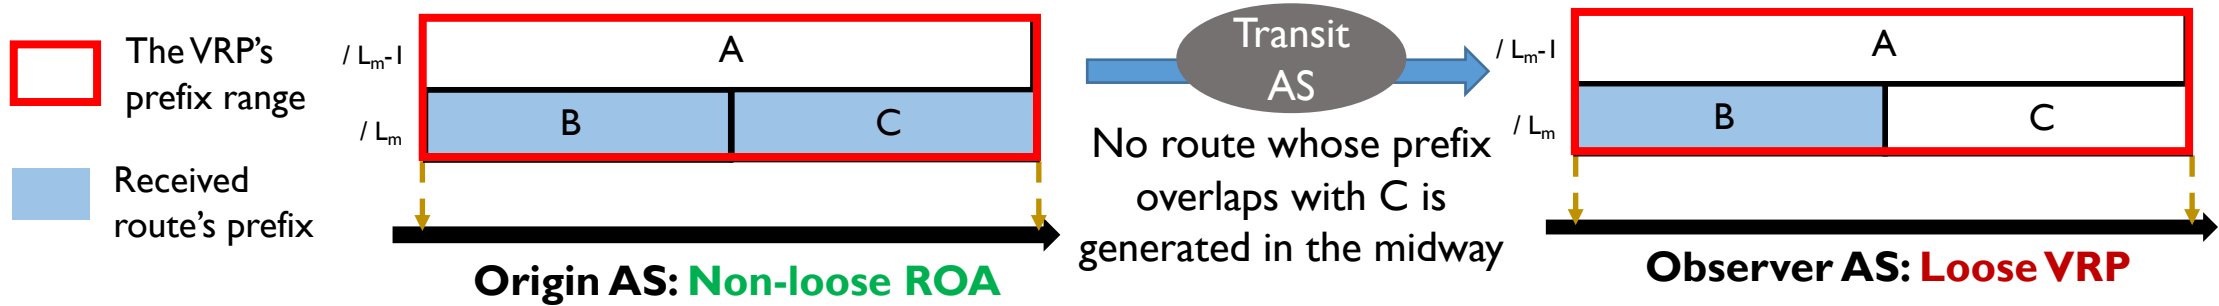 The VRP's
prefix range
Received
route's prefix
/ Lm-1
/ Lm
A
B
C
Origin AS: Non-loose ROA
Transit
AS
No route whose prefix
overlaps with C is
generated in the midway
/ Lm-1
/ Lm
A
B
C
Observer AS: Loose VRP